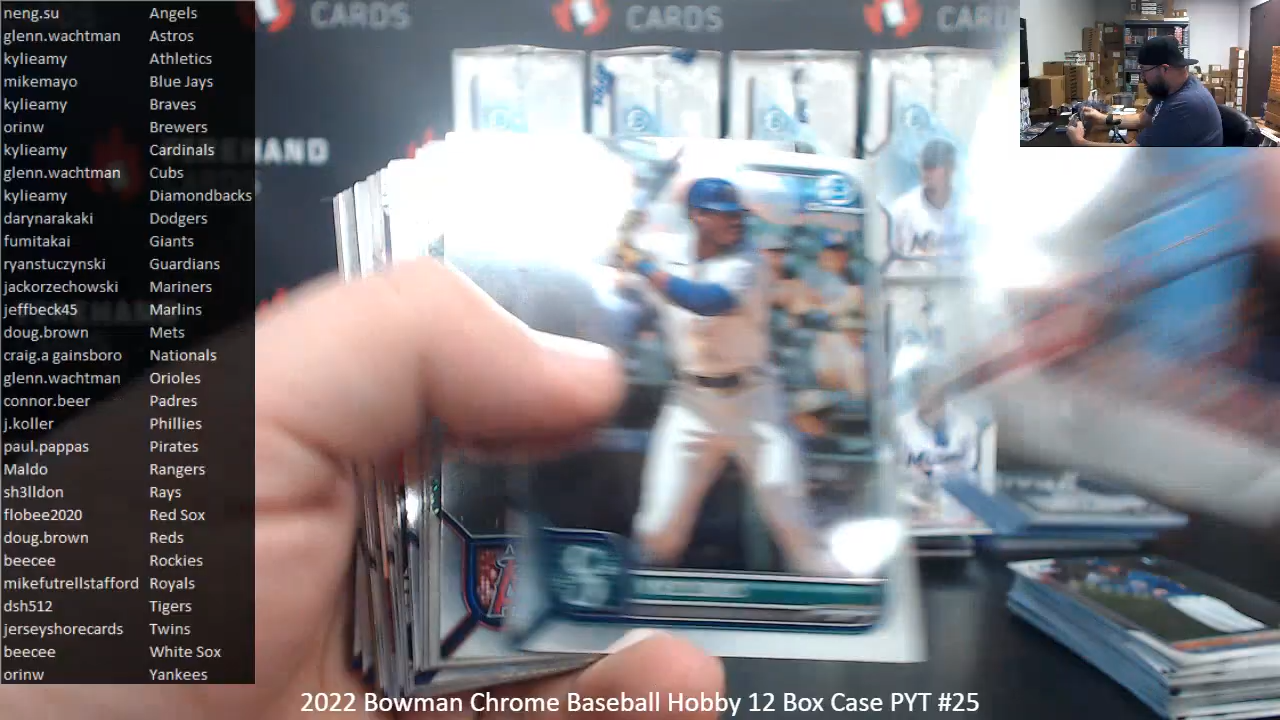 neng.su Angels
glenn.wachtman Astros
kylieamy Athletics
mikemayo Blue Jays
kylieamy Braves
orinw Brewers
kylieamy Cardinals
glenn.wachtman Cubs
kylieamy Diamondbacks
darynarakaki Dodgers
fumitakai Giants
ryanstuczynski Guardians
jackorzechowski Mariners
jeffbeck45 Marlins
doug.brown Mets
craig.a gainsboro Nationals
glenn.wachtman Orioles
connor.beer Padres
j.koller Phillies
paul.pappas Pirates
Maldo Rangers
sh3lldon Rays
flobee2020 Red Sox
doug.brown Reds
beecee Rockies
mikefutrellstafford Royals
dsh512 Tigers
jerseyshorecards Twins
beecee White Sox
orinw Yankees
CARDS CARDS CARD
2022 Bowman Chrome Baseball Hobby 12 Box Case PYT #25